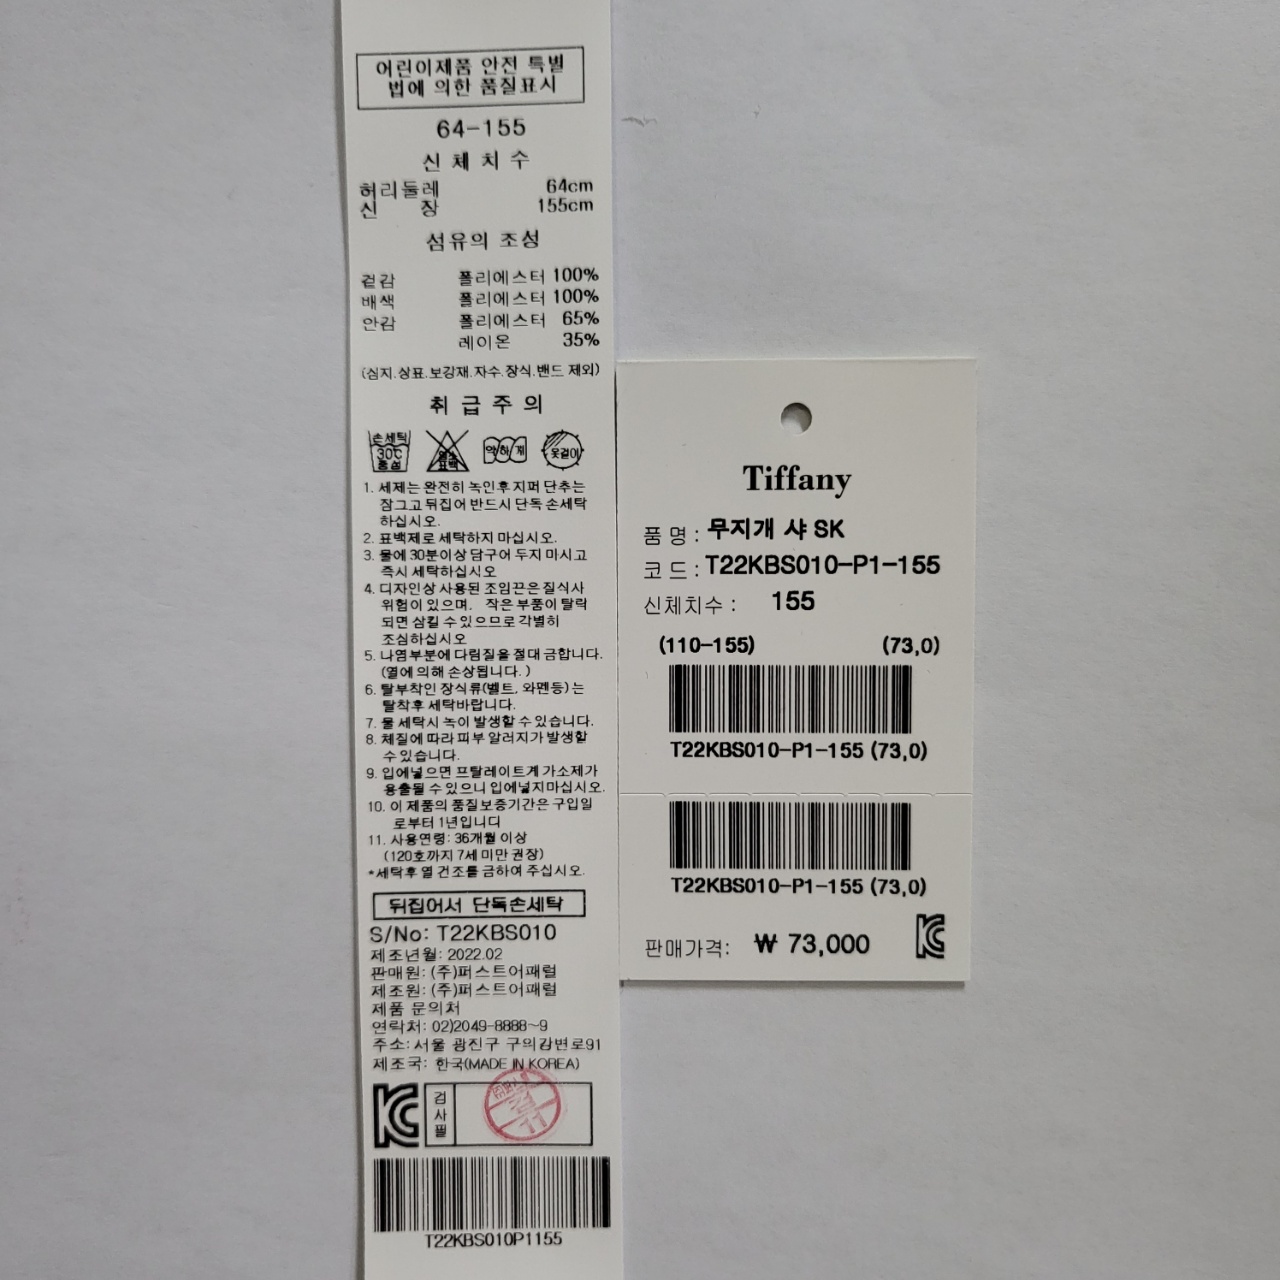 어린이제품 안전 특별
법에 의한 품질표시
64-155
신 체 치 수
허리둘레 64cm
신 장 155cm
섬유의 조성
겉감 폴리에스터 100%
배색 폴리에스터 100%
안감 폴리에스터 65%
레이온 35%
(심지.상표.보강재.자수.장식.밴드 제외)
취 급 주 의
손세탁 30℃ 중성
염소 표백
약하게
옷걸이
1. 세제는 완전히 녹인후 지퍼 단추는
잠그고 뒤집어 반드시 단독 손세탁
하십시오.
2. 표백제로 세탁하지 마십시오.
3. 물에 30분이상 담구어 두지 마시고
즉시 세탁하십시오
4. 디자인상 사용된 조임끈은 질식사
위험이 있으며, 작은 부품이 탈락
되면 삼킬 수 있으므로 각별히
조심하십시오
5. 나염부분에 다림질을 절대 금합니다.
(열에 의해 손상됩니다. )
6. 탈부착인 장식류(벨트, 와펜등) 는
탈착후 세탁바랍니다.
7. 물 세탁시 녹이 발생할 수 있습니다.
8. 체질에 따라 피부 알러지가 발생할
수 있습니다.
9. 입에넣으면 프탈레이트계 가소제가
용출될 수 있으니 입에넣지마십시오.
10. 이 제품의 품질보증기간은 구입일
로부터 1년입니다
11. 사용연령: 36개월 이상
(120호까지 7세 미만 권장)
*세탁후 열 건조를 금하여 주십시오.
뒤집어서 단독손세탁
S/No: T22KBS010
제조년월: 2022.02
판매원: (주)퍼스트어패럴
제조원: (주)퍼스트어패럴
제품 문의처
연락처: 02)2049-8888~9
주소: 서울 광진구 구의강변로91
제조국: 한국(MADE IN KOREA)
KC
검사필
T22KBS010P1155
Tiffany
품 명 : 무지개 샤 SK
코 드 : T22KBS010-P1-155
신체치수 : 155
(110-155) (73,0)
T22KBS010-P1-155 (73,0)
T22KBS010-P1-155 (73,0)
판매가격: ₩ 73,000
KC